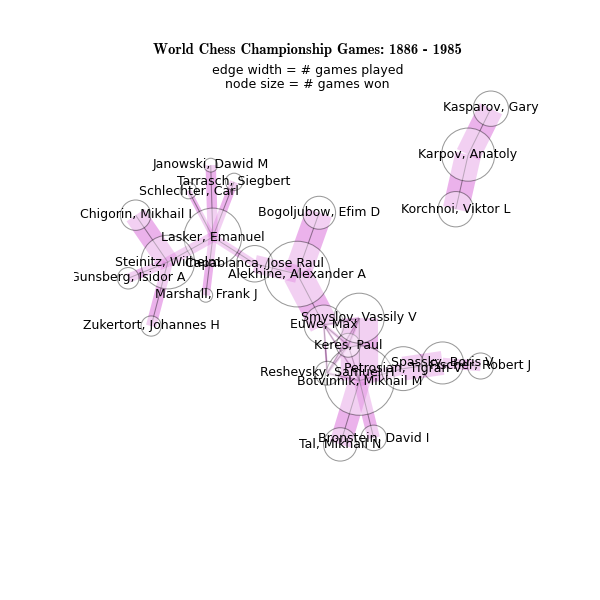 World Chess Championship Games: 1886 - 1985
edge width = # games played
node size = # games won
Kasparov, Gary
Karpov, Anatoly
Janowski, Dawid M
Tarrasch, Siegbert
Schlechter, Carl
Korchnoi, Viktor L
Bogoljubow, Efim D
Chigorin, Mikhail I
Lasker, Emanuel
Steinitz, Wilhelm
Capablanca, Jose Raul
Alekhine, Alexander A
Gunsberg, Isidor A
Marshall, Frank J
Smyslov, Vassily V
Zukertort, Johannes H
Euwe, Max
Keres, Paul
Spassky, Boris V
Fischer, Robert J
Petrosian, Tigran V
Reshevsky, Samuel H
Botvinnik, Mikhail M
Bronstein, David I
Tal, Mikhail N